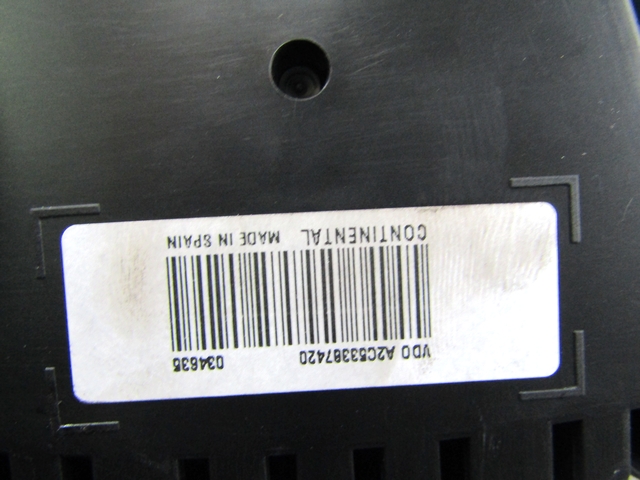 VDO A2C53387420 034635
CONTINENTAL MADE IN SPAIN